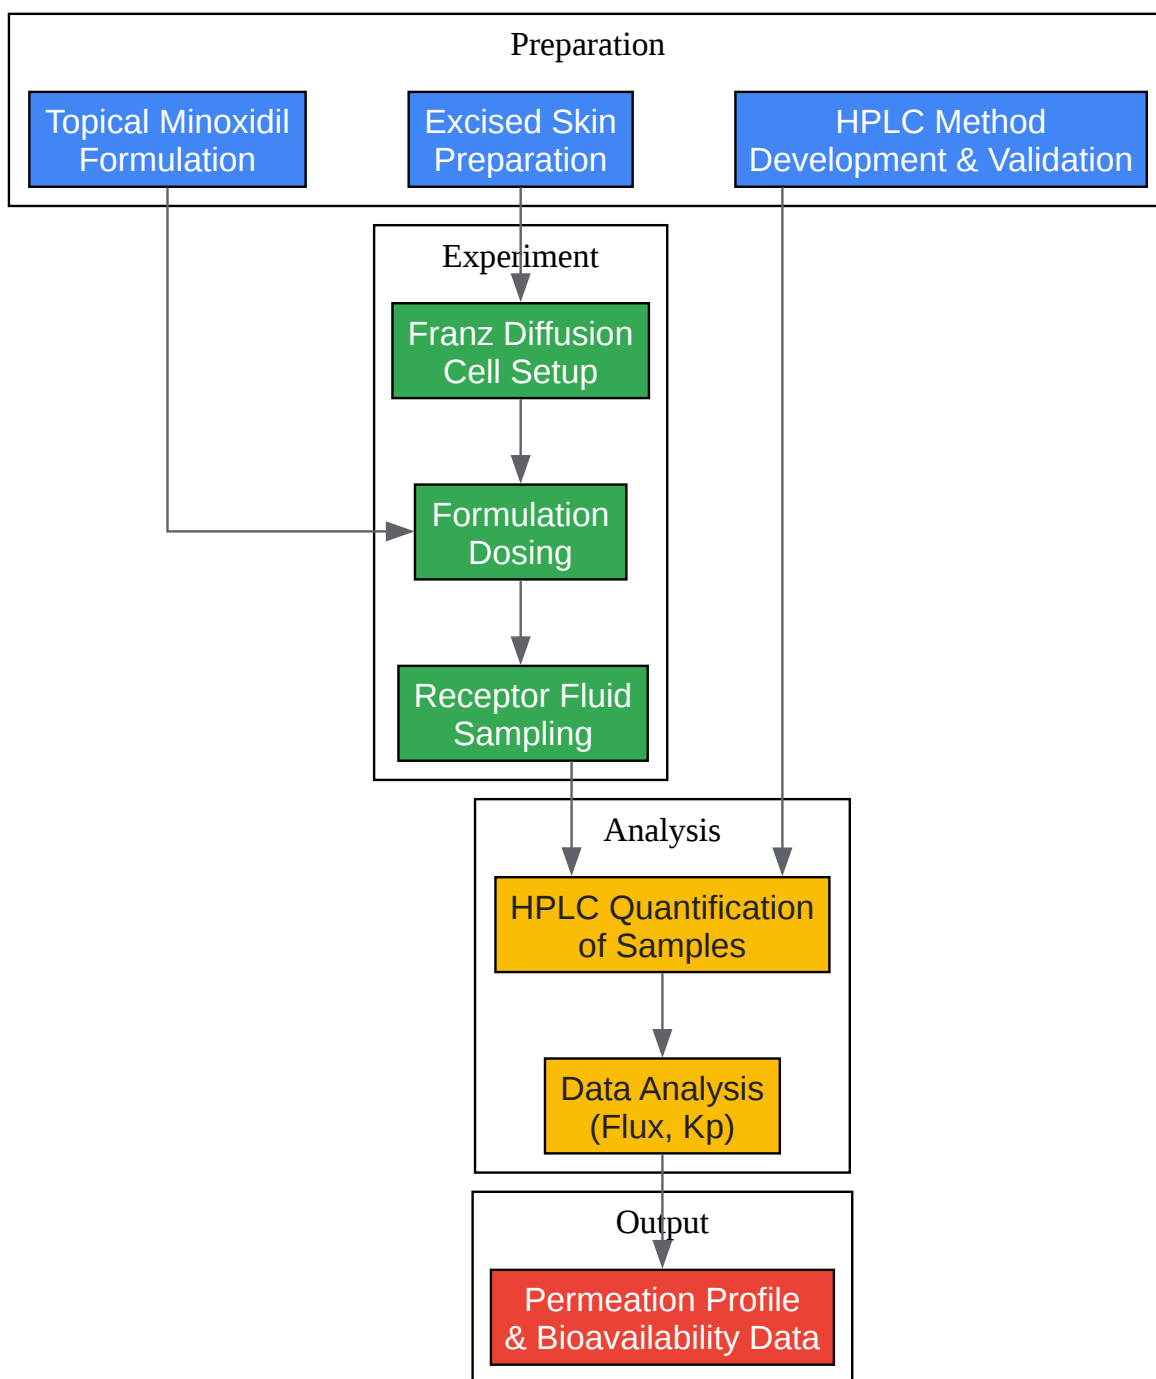 Preparation
Topical Minoxidil
Formulation
Excised Skin
Preparation
HPLC Method
Development & Validation
Experiment
Franz Diffusion
Cell Setup
Formulation
Dosing
Receptor Fluid
Sampling
Analysis
HPLC Quantification
of Samples
Data Analysis
(Flux, Kp)
Output
Permeation Profile
& Bioavailability Data